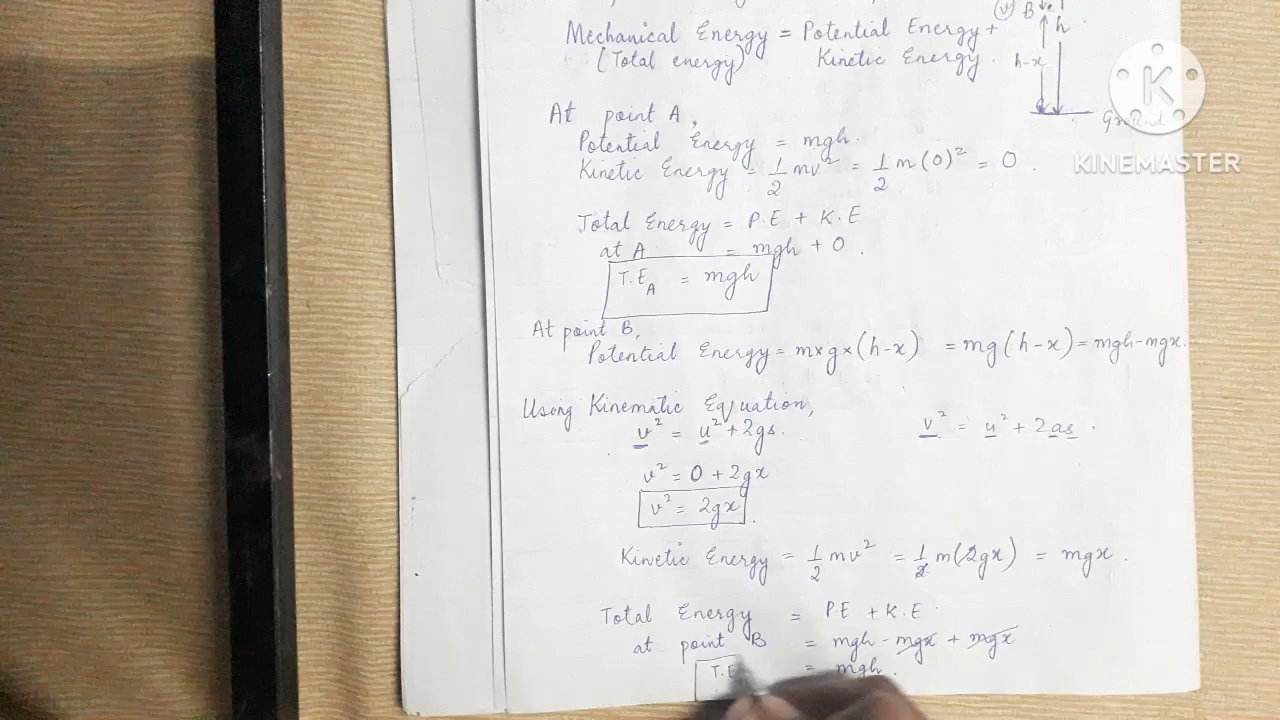 (v) B
Mechanical Energy = Potential Energy +
h
(Total energy) Kinetic Energy.
h-x
K
KINEMASTER
Ground
At point A,
Potential Energy = mgh.
Kinetic Energy = 1/2 mv² = 1/2 m(0)² = 0.
Total Energy = P.E + K.E
at A = mgh + 0.
T.E_A = mgh
At point B,
Potential Energy = m×g×(h-x) = mg(h-x) = mgh-mgx.
Using Kinematic Equation,
v² = u² + 2gs. v² = u² + 2as.
v² = 0 + 2gx
v² = 2gx.
Kinetic Energy = 1/2 mv² = 1/2 m(2gx) = mgx.
Total Energy = PE + K.E
at point B = mgh - mgx + mgx
T.E = mgh.